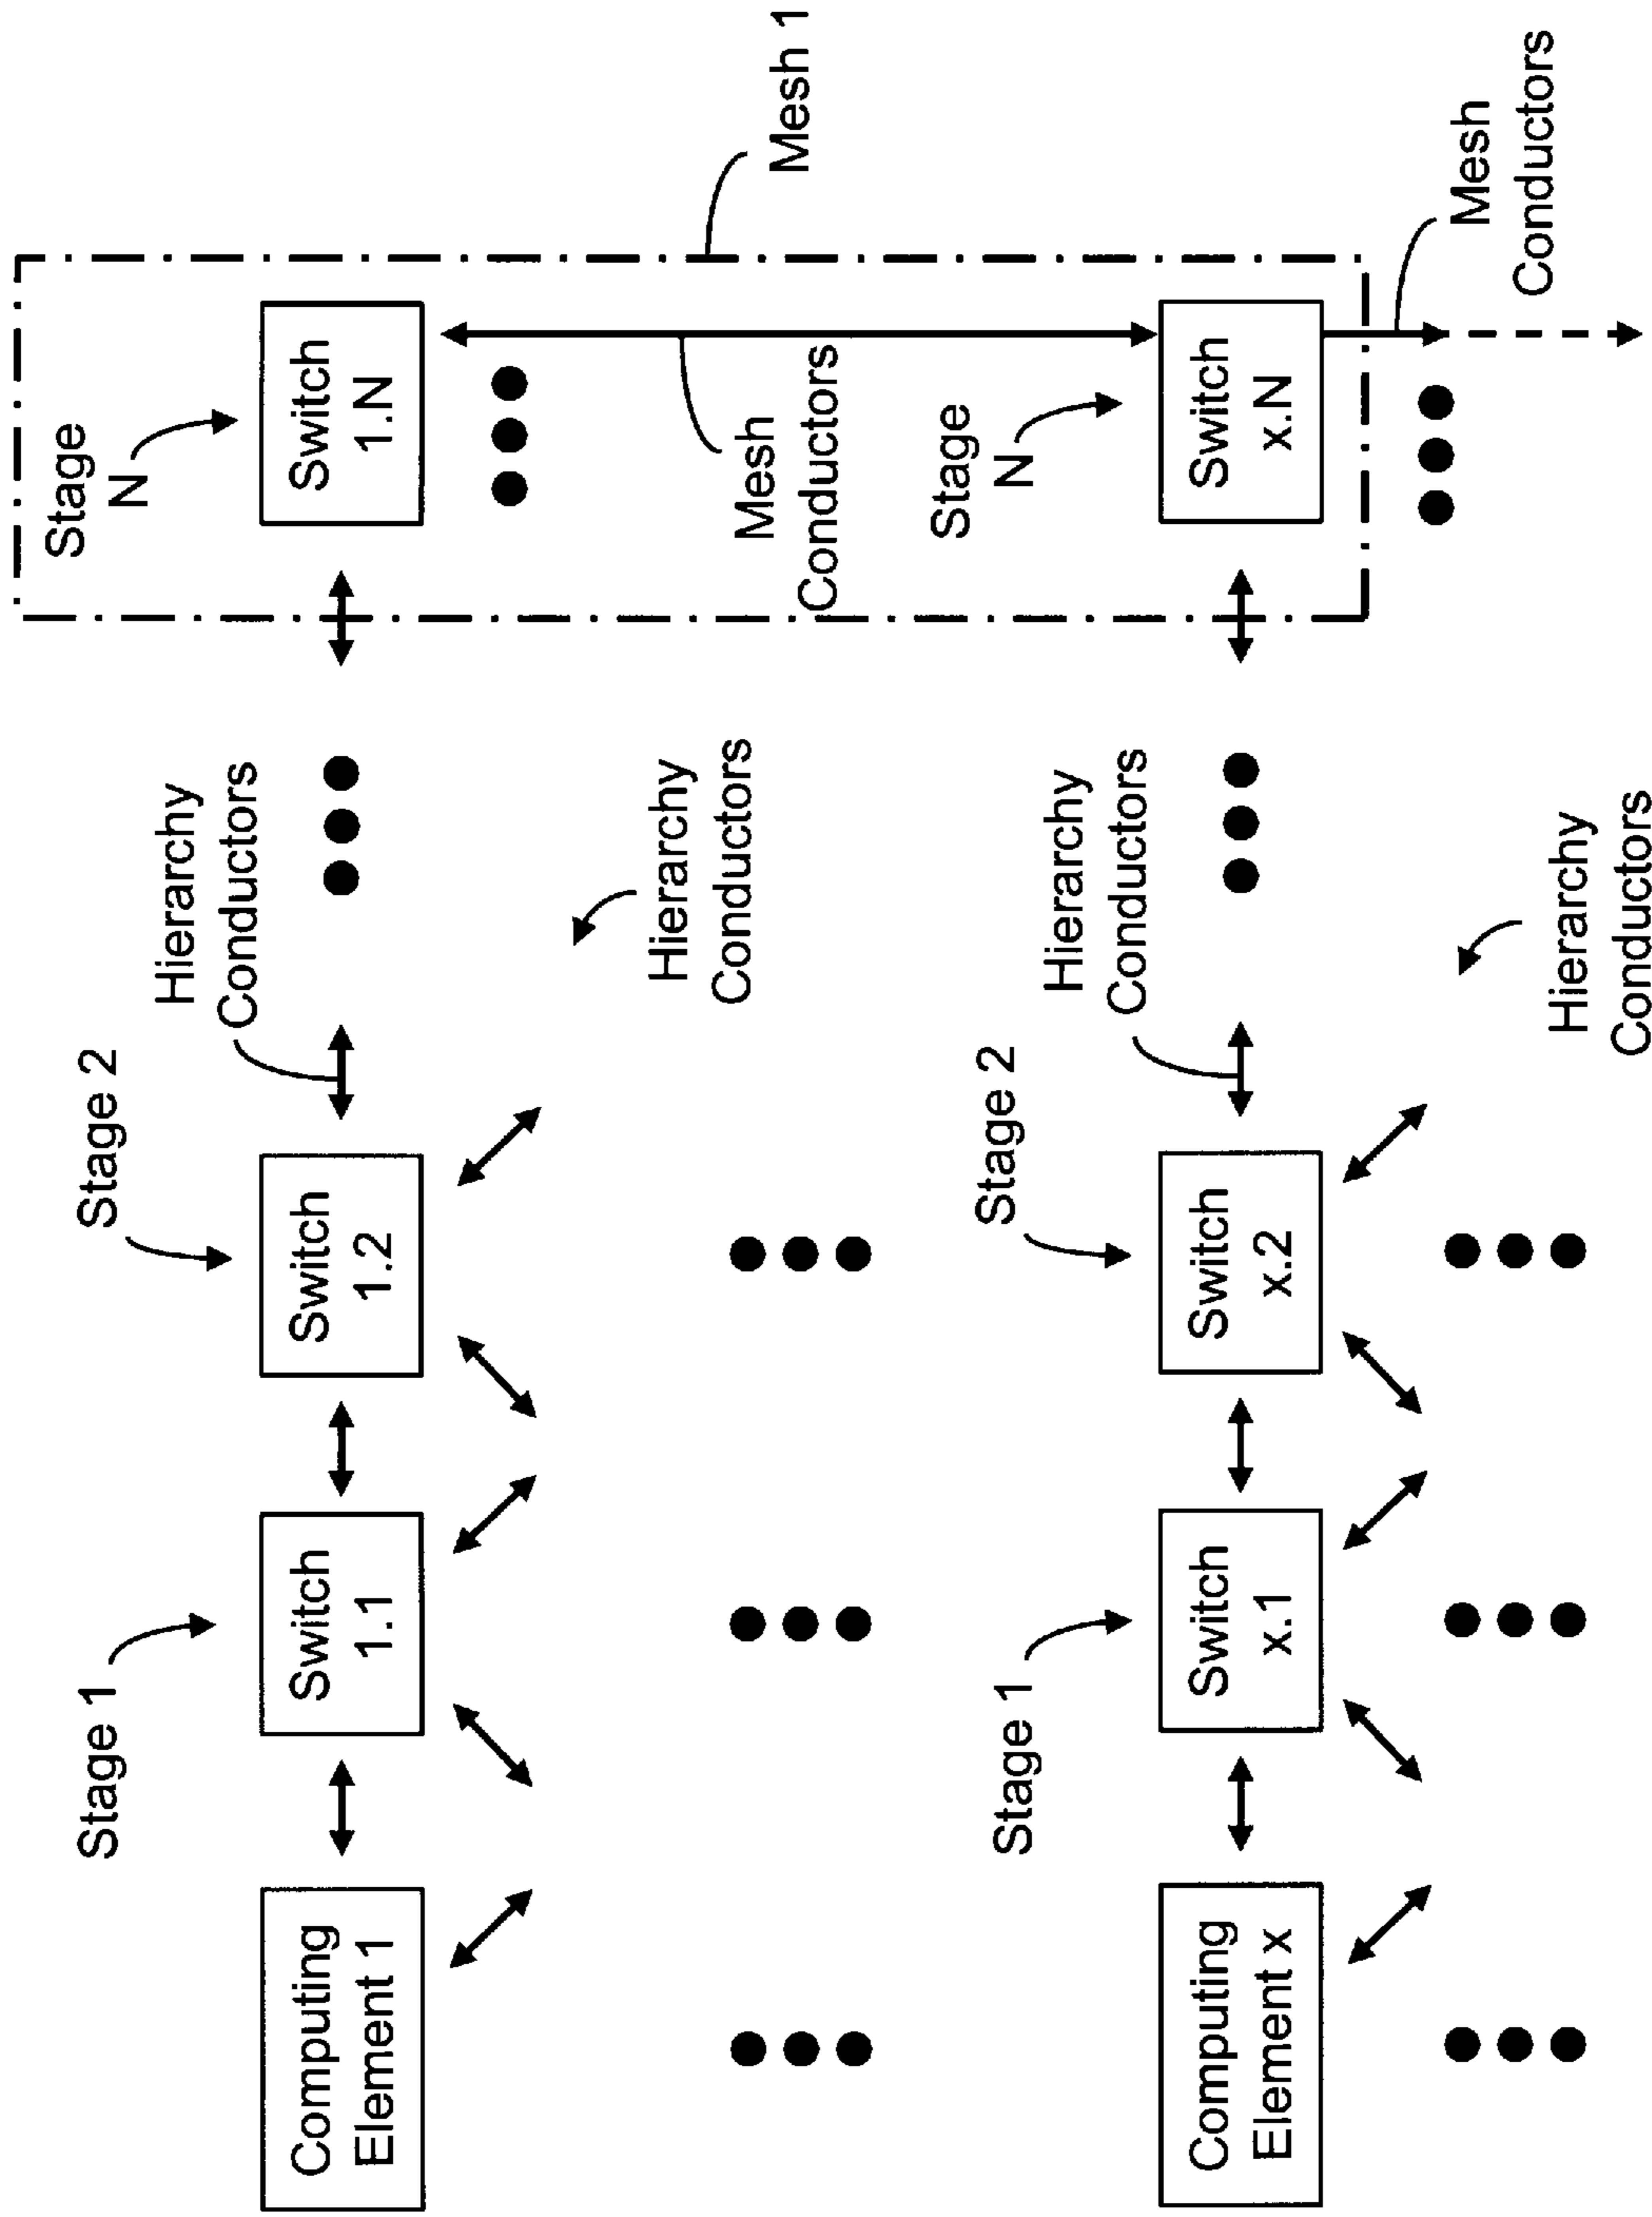 Stage
N
Stage 1
Stage 2
Hierarchy
Conductors
Computing
Element 1
Switch
1.1
Switch
1.2
Switch
1.N
Hierarchy
Conductors
Mesh
Conductors
Mesh 1
Stage
N
Stage 1
Stage 2
Hierarchy
Conductors
Computing
Element x
Switch
x.1
Switch
x.2
Switch
x.N
Mesh
Conductors
Hierarchy
Conductors